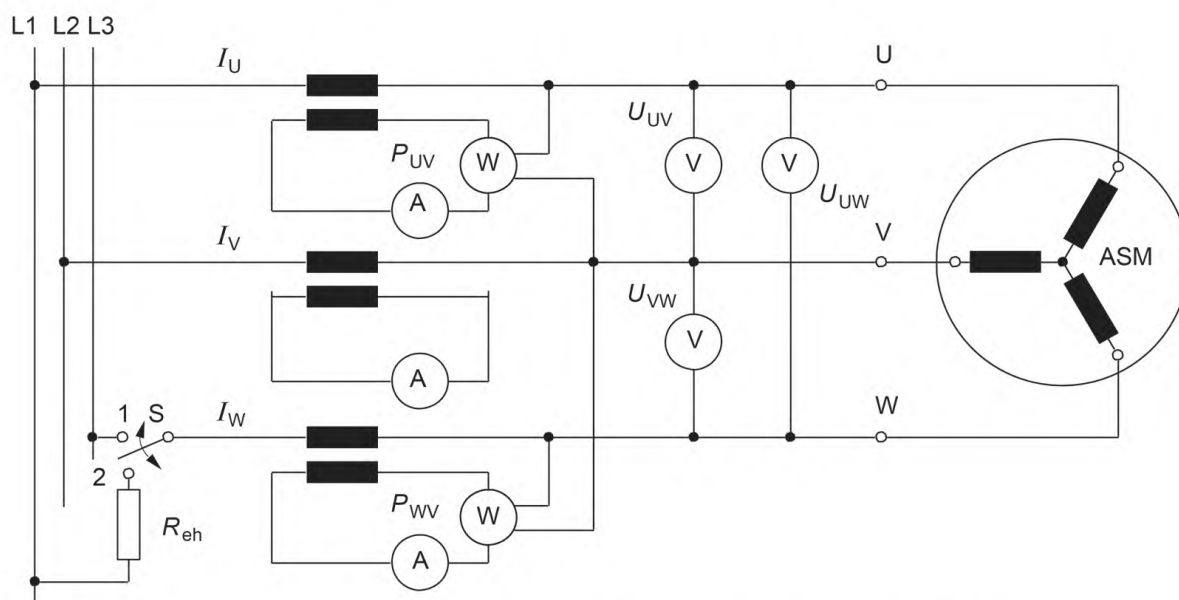 L1 L2 L3
I_U
U
P_UV
W
A
U_UV
V
V
U_UW
I_V
V
ASM
A
U_VW
V
1 S
I_W
W
2
P_WV
W
A
R_eh